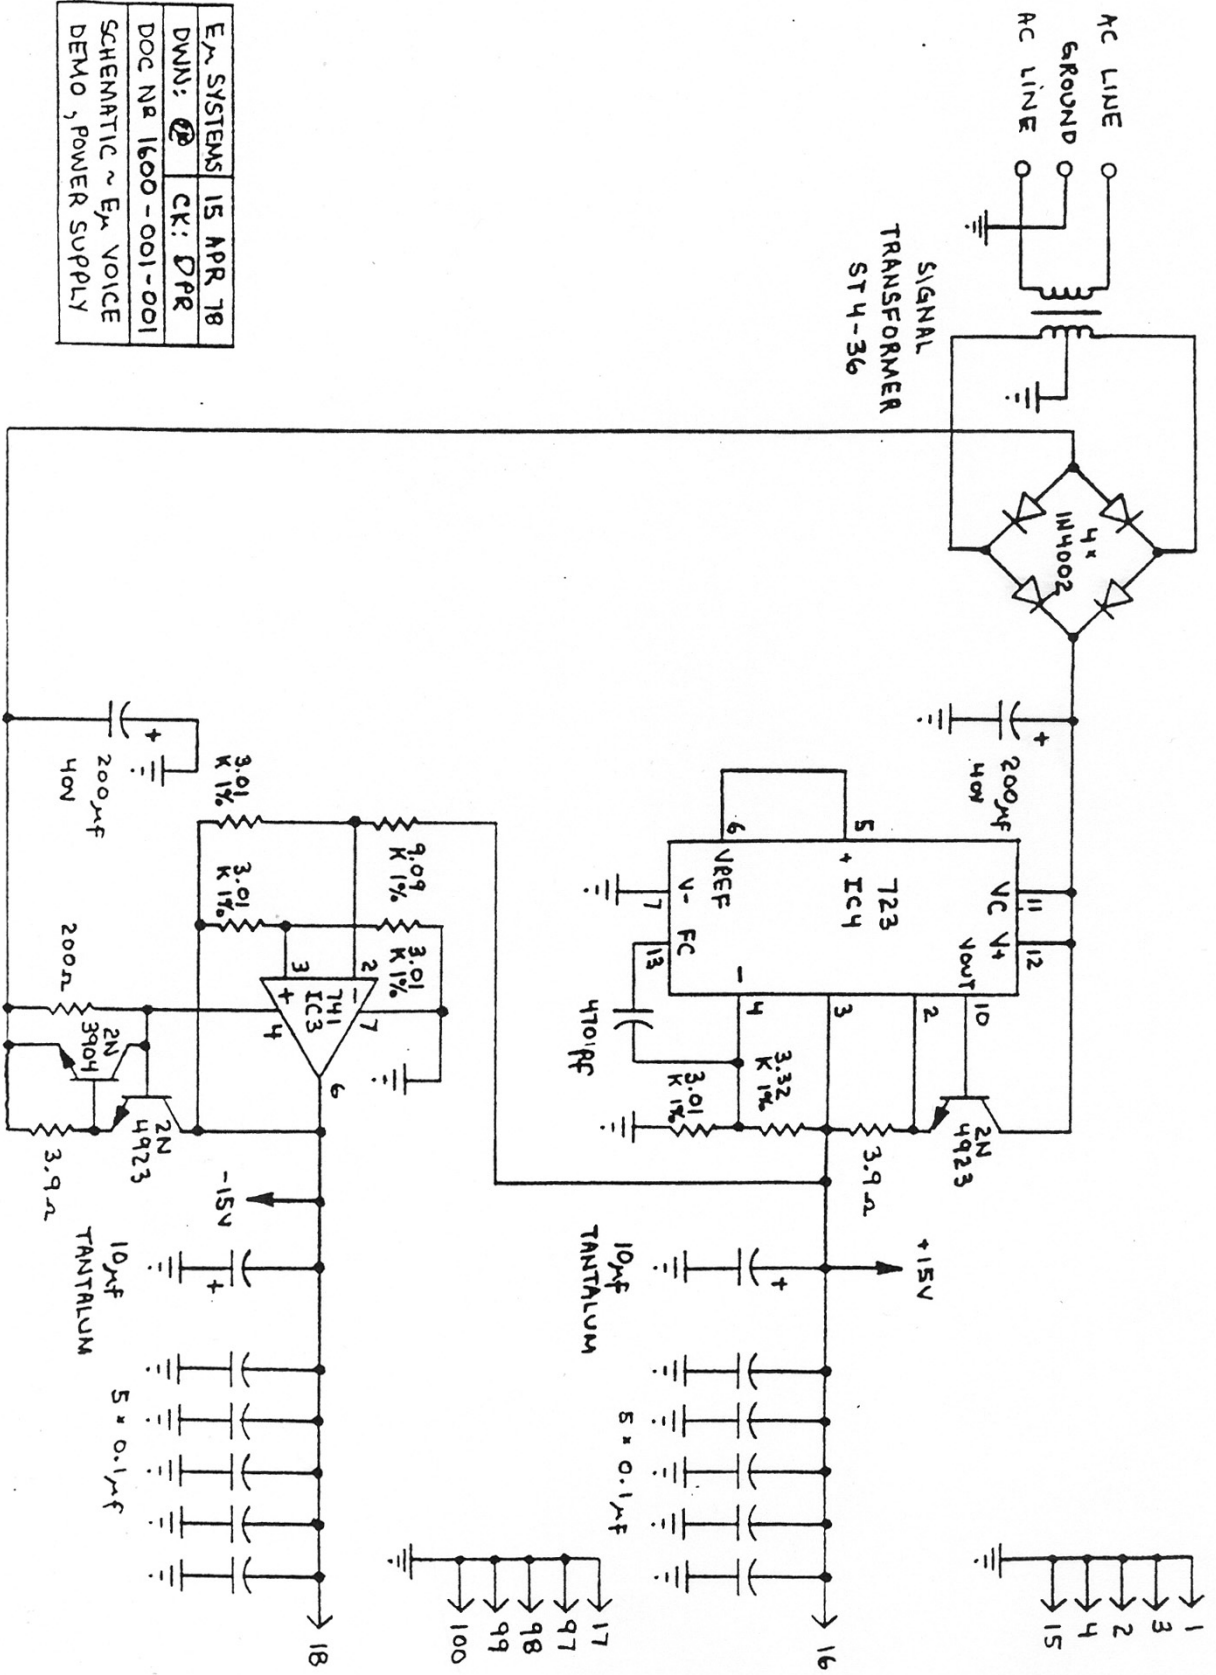 AC LINE
GROUND
AC LINE
SIGNAL
TRANSFORMER
ST4-36
4×
1N4002
200µF
40V
723
IC4
VC
V+
VOUT
VREF
V-
FC
+
-
11
12
10
2
3
4
5
6
7
13
470pF
2N
4923
3.9Ω
3.32
K 1%
3.01
K 1%
+
+15V
10µF
TANTALUM
+
5 × 0.1µF
16
1
3
2
4
15
17
97
98
99
100
200µF
40V
+
3.01
K 1%
9.09
K 1%
3.01
K 1%
3.01
K 1%
741
IC3
-
+
2
3
7
4
6
200Ω
2N
3904
2N
4923
3.9Ω
-15V
10µF
TANTALUM
+
5 × 0.1µF
18
Eµ SYSTEMS 15 APR 78
DWN: CK: DPR
DOC NR 1600-001-001
SCHEMATIC ~ Eµ VOICE
DEMO, POWER SUPPLY